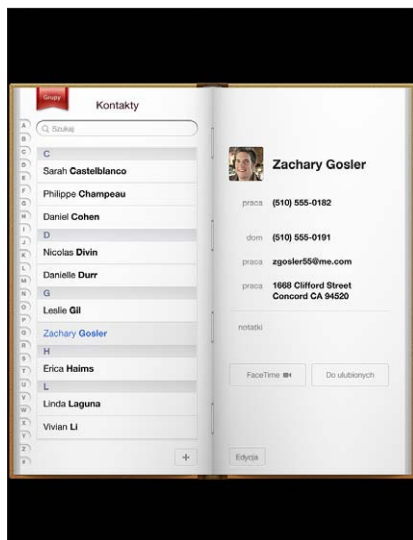 Grupy
Kontakty
Szukaj
A
B
C
D
E
F
G
H
I
J
K
L
M
N
O
P
Q
R
S
T
U
V
W
X
Y
Z
#
C
Sarah Castelblanco
Philippe Champeau
Daniel Cohen
D
Nicolas Divin
Danielle Durr
G
Leslie Gil
Zachary Gosler
H
Erica Haims
L
Linda Laguna
Vivian Li
+
Zachary Gosler
praca (510) 555-0182
dom (510) 555-0191
praca zgosler55@me.com
praca 1668 Clifford Street
Concord CA 94520
notatki
FaceTime Do ulubionych
Edycja